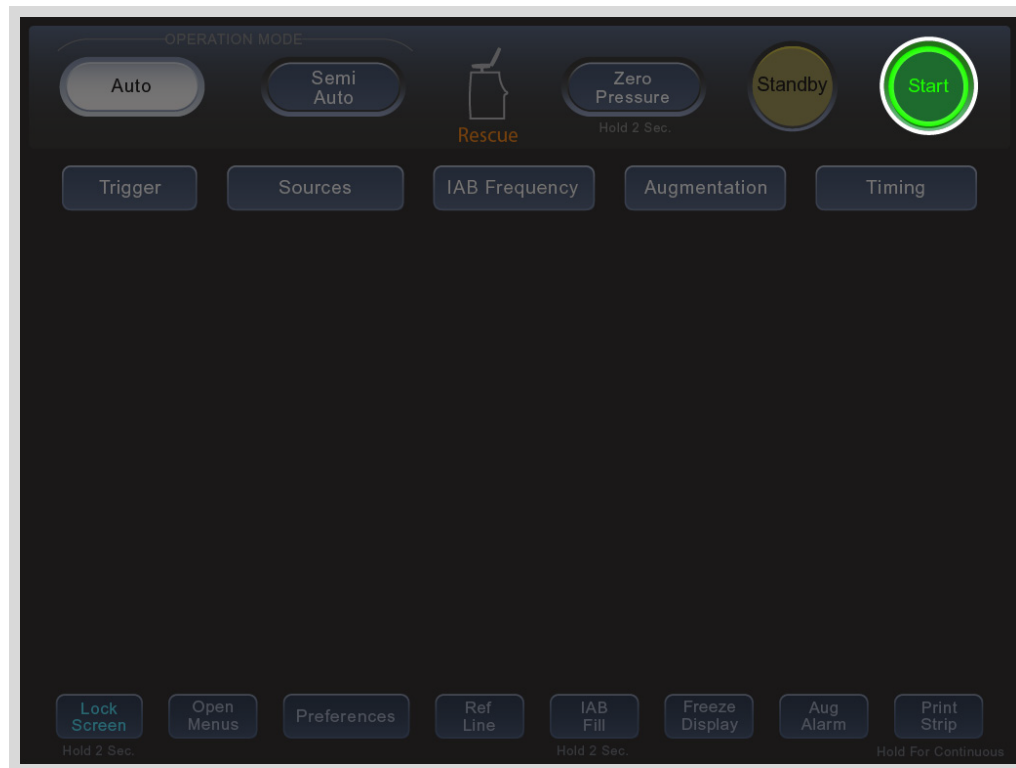 OPERATION MODE
Auto
Semi
Auto
Rescue
Zero
Pressure
Hold 2 Sec.
Standby
Start
Trigger
Sources
IAB Frequency
Augmentation
Timing
Lock
Screen
Hold 2 Sec.
Open
Menus
Preferences
Ref
Line
IAB
Fill
Hold 2 Sec.
Freeze
Display
Aug
Alarm
Print
Strip
Hold For Continuous